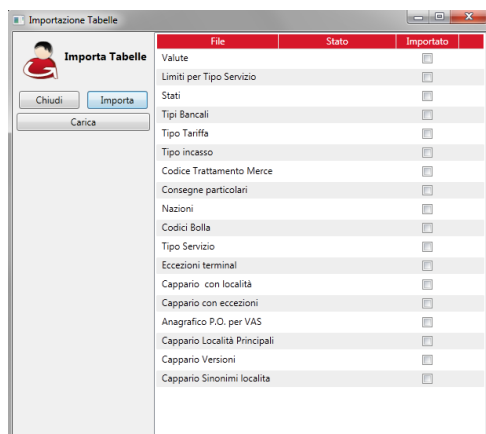 Importazione Tabelle
Importa Tabelle
Chiudi Importa
Carica
File Stato Importato
Valute
Limiti per Tipo Servizio
Stati
Tipi Bancali
Tipo Tariffa
Tipo incasso
Codice Trattamento Merce
Consegne particolari
Nazioni
Codici Bolla
Tipo Servizio
Eccezioni terminal
Cappario con località
Cappario con eccezioni
Anagrafico P.O. per VAS
Cappario Località Principali
Cappario Versioni
Cappario Sinonimi localita